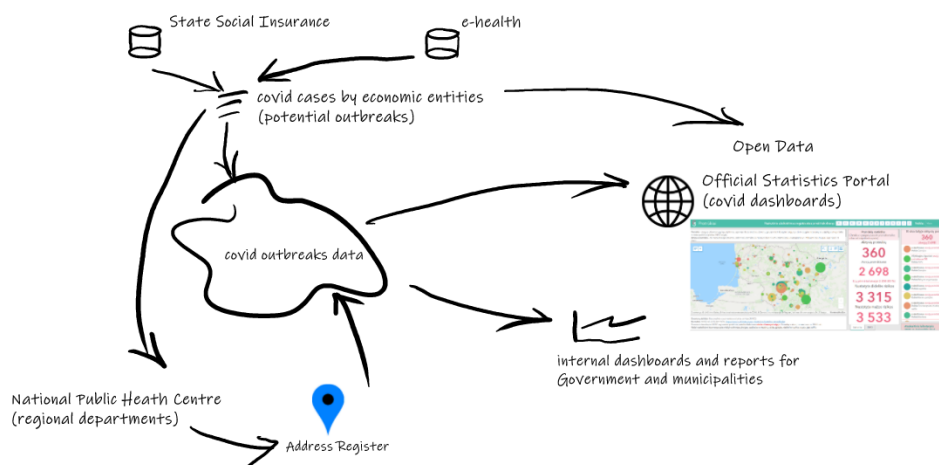 State Social Insurance
e-health
covid cases by economic entities
(potential outbreaks)
Open Data
Official Statistics Portal
(covid dashboards)
covid outbreaks data
360
2 698
3 315
3 533
360
internal dashboards and reports for
Government and municipalities
National Public Heath Centre
(regional departments)
Address Register